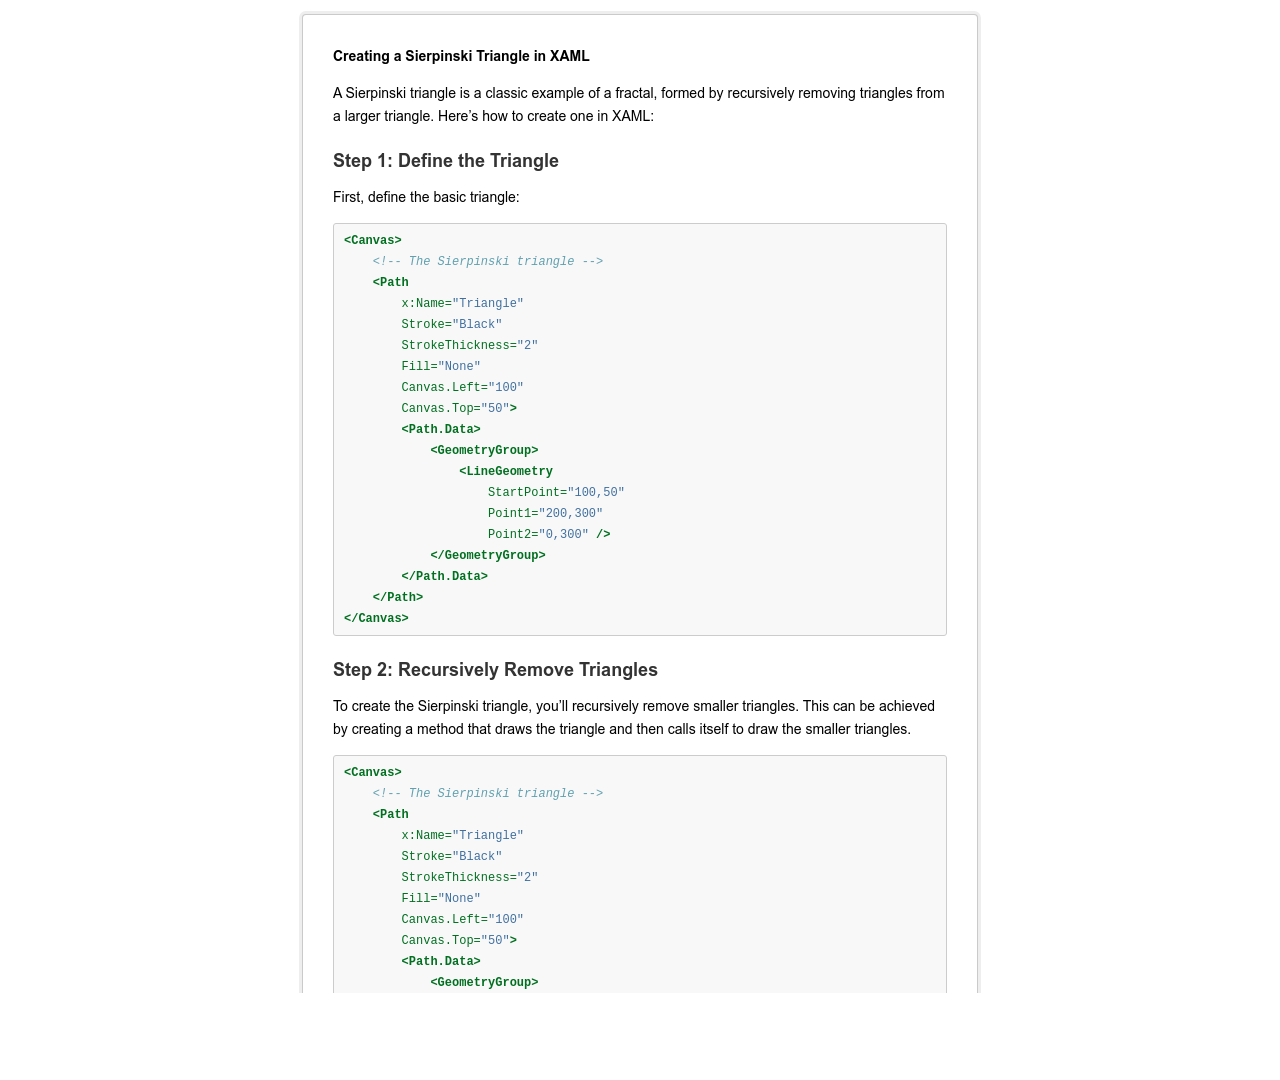 Creating a Sierpinski Triangle in XAML
A Sierpinski triangle is a classic example of a fractal, formed by recursively removing triangles from
a larger triangle. Here’s how to create one in XAML:
Step 1: Define the Triangle
First, define the basic triangle:
<Canvas>
    <!-- The Sierpinski triangle -->
    <Path
        x:Name="Triangle"
        Stroke="Black"
        StrokeThickness="2"
        Fill="None"
        Canvas.Left="100"
        Canvas.Top="50">
        <Path.Data>
            <GeometryGroup>
                <LineGeometry
                    StartPoint="100,50"
                    Point1="200,300"
                    Point2="0,300" />
            </GeometryGroup>
        </Path.Data>
    </Path>
</Canvas>
Step 2: Recursively Remove Triangles
To create the Sierpinski triangle, you’ll recursively remove smaller triangles. This can be achieved
by creating a method that draws the triangle and then calls itself to draw the smaller triangles.
<Canvas>
    <!-- The Sierpinski triangle -->
    <Path
        x:Name="Triangle"
        Stroke="Black"
        StrokeThickness="2"
        Fill="None"
        Canvas.Left="100"
        Canvas.Top="50">
        <Path.Data>
            <GeometryGroup>